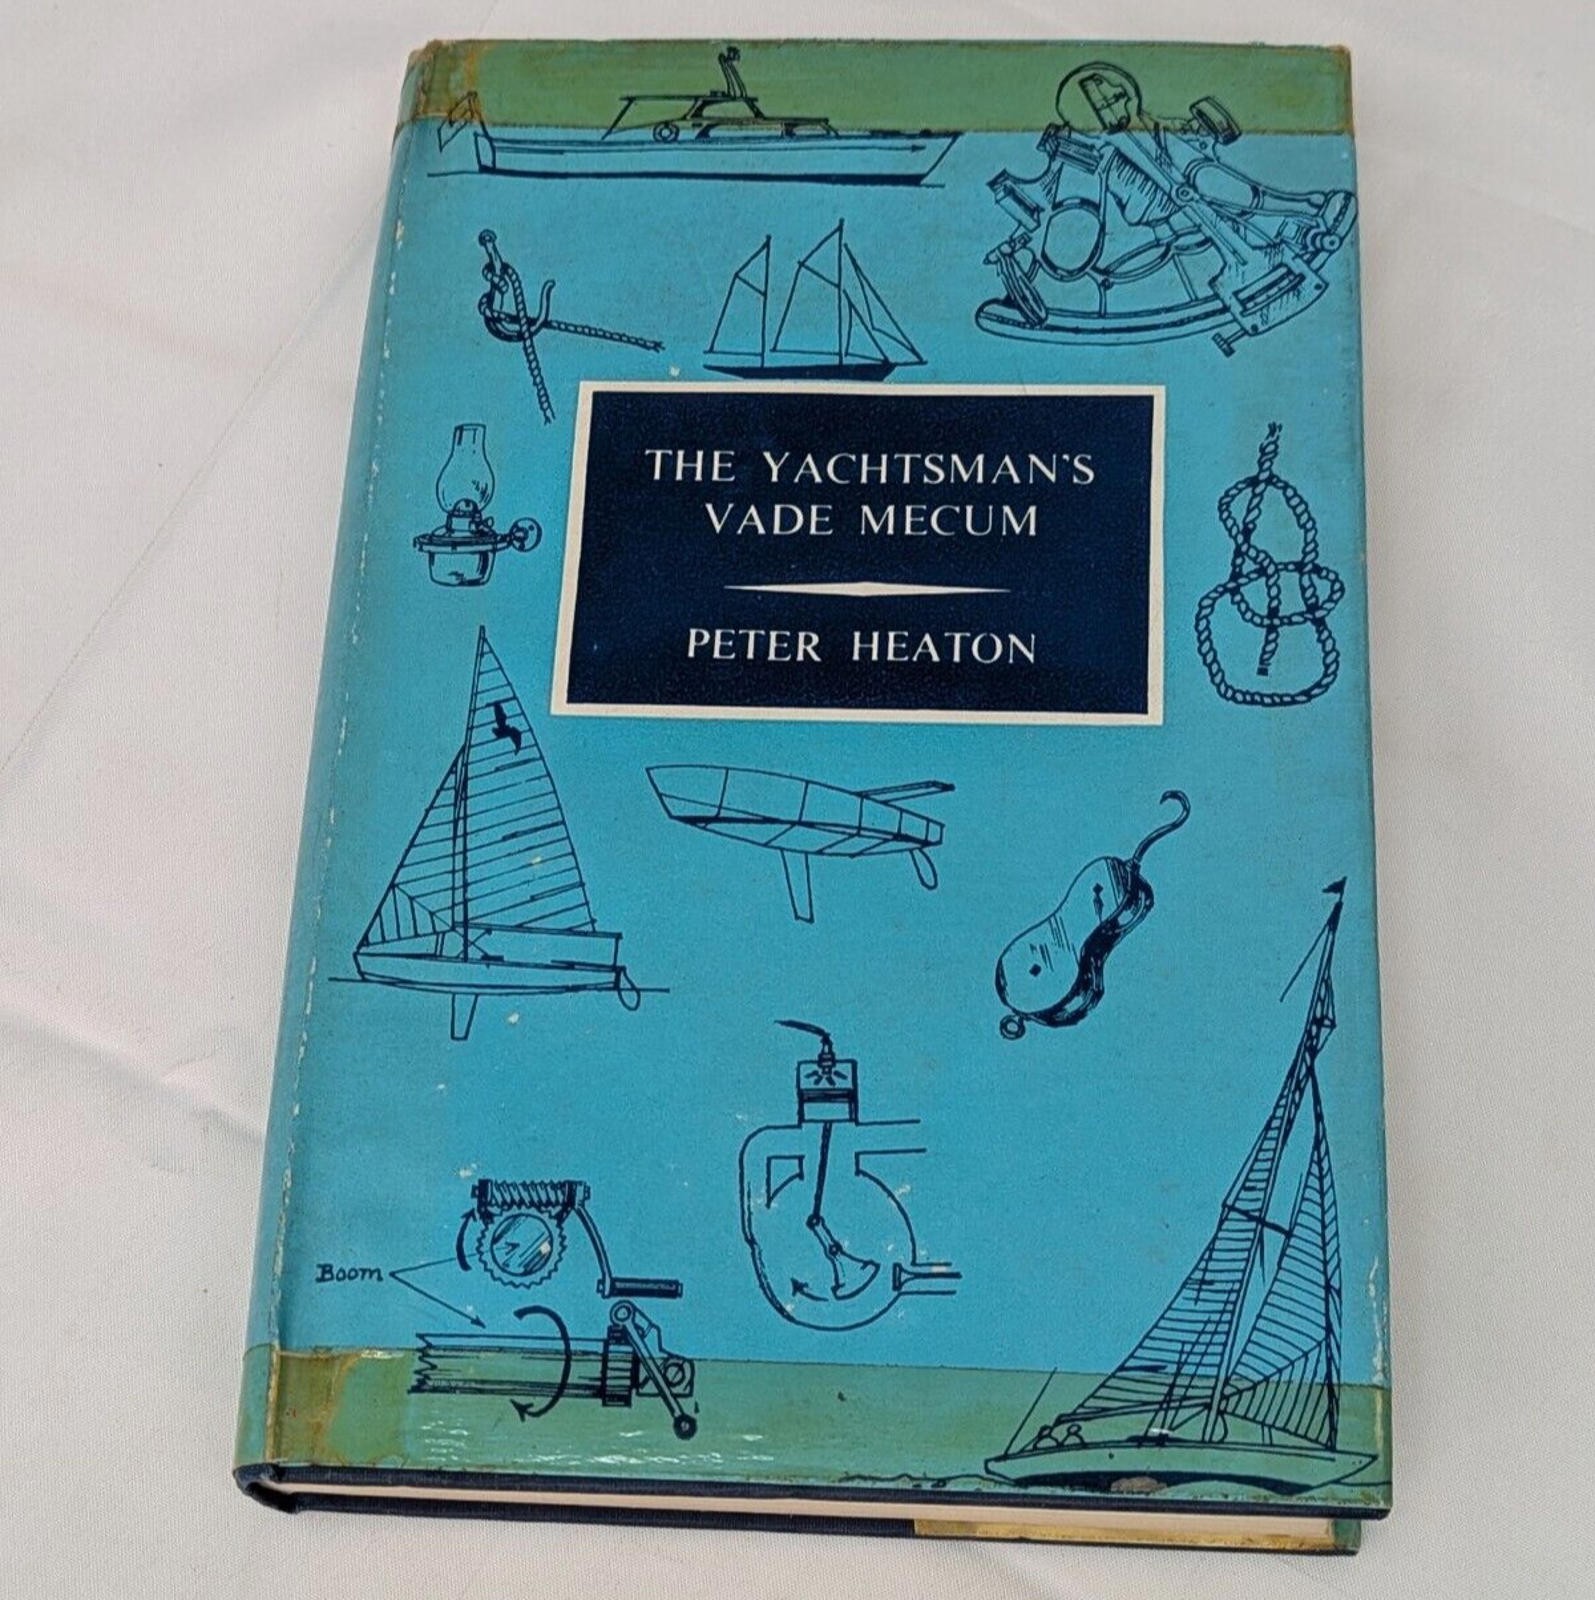 THE YACHTSMAN'S
VADE MECUM
PETER HEATON
Boom